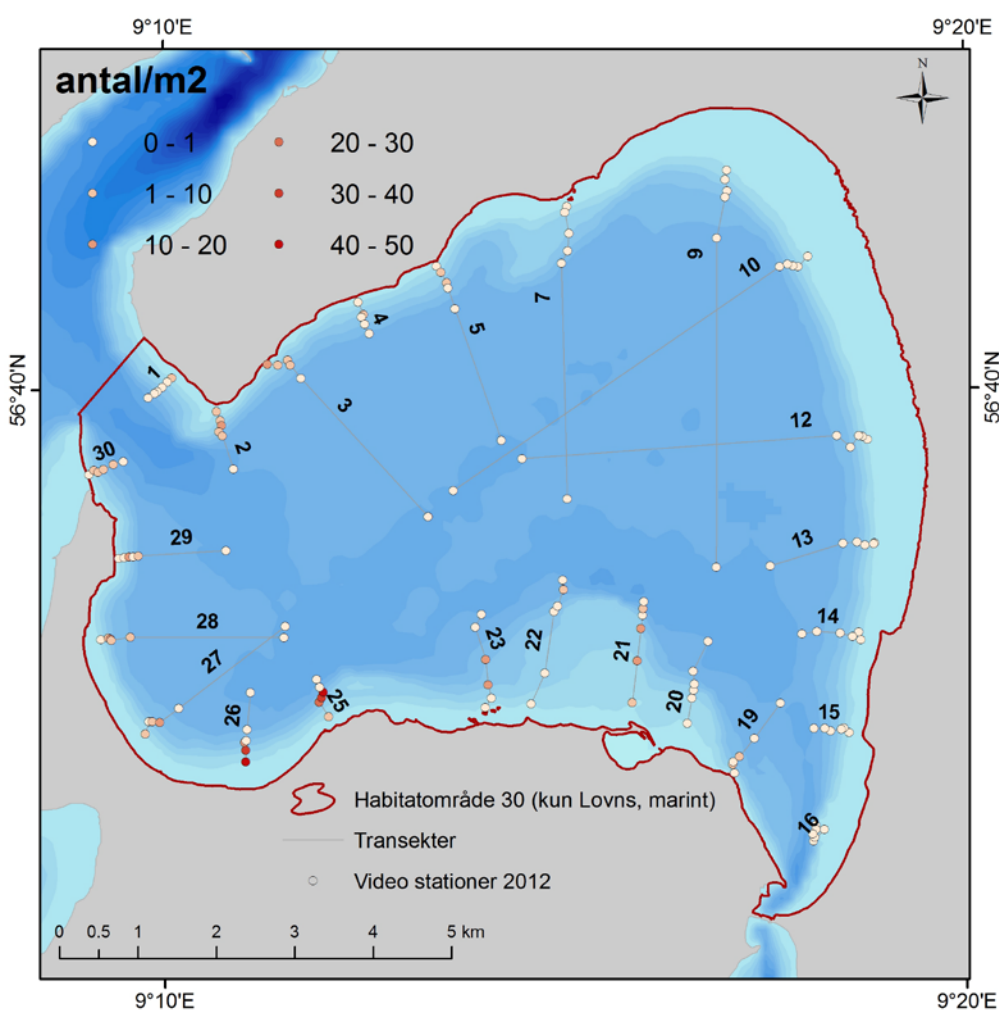 9°10'E 9°20'E
N
antal/m2
0 - 1 20 - 30
1 - 10 30 - 40
10 - 20 40 - 50
56°40'N 56°40'N
1
2
3
4
5
7
9
10
12
13
14
15
16
19
20
21
22
23
25
26
27
28
29
30
Habitatområde 30 (kun Lovns, marint)
Transekter
Video stationer 2012
0 0.5 1 2 3 4 5 km
9°10'E 9°20'E